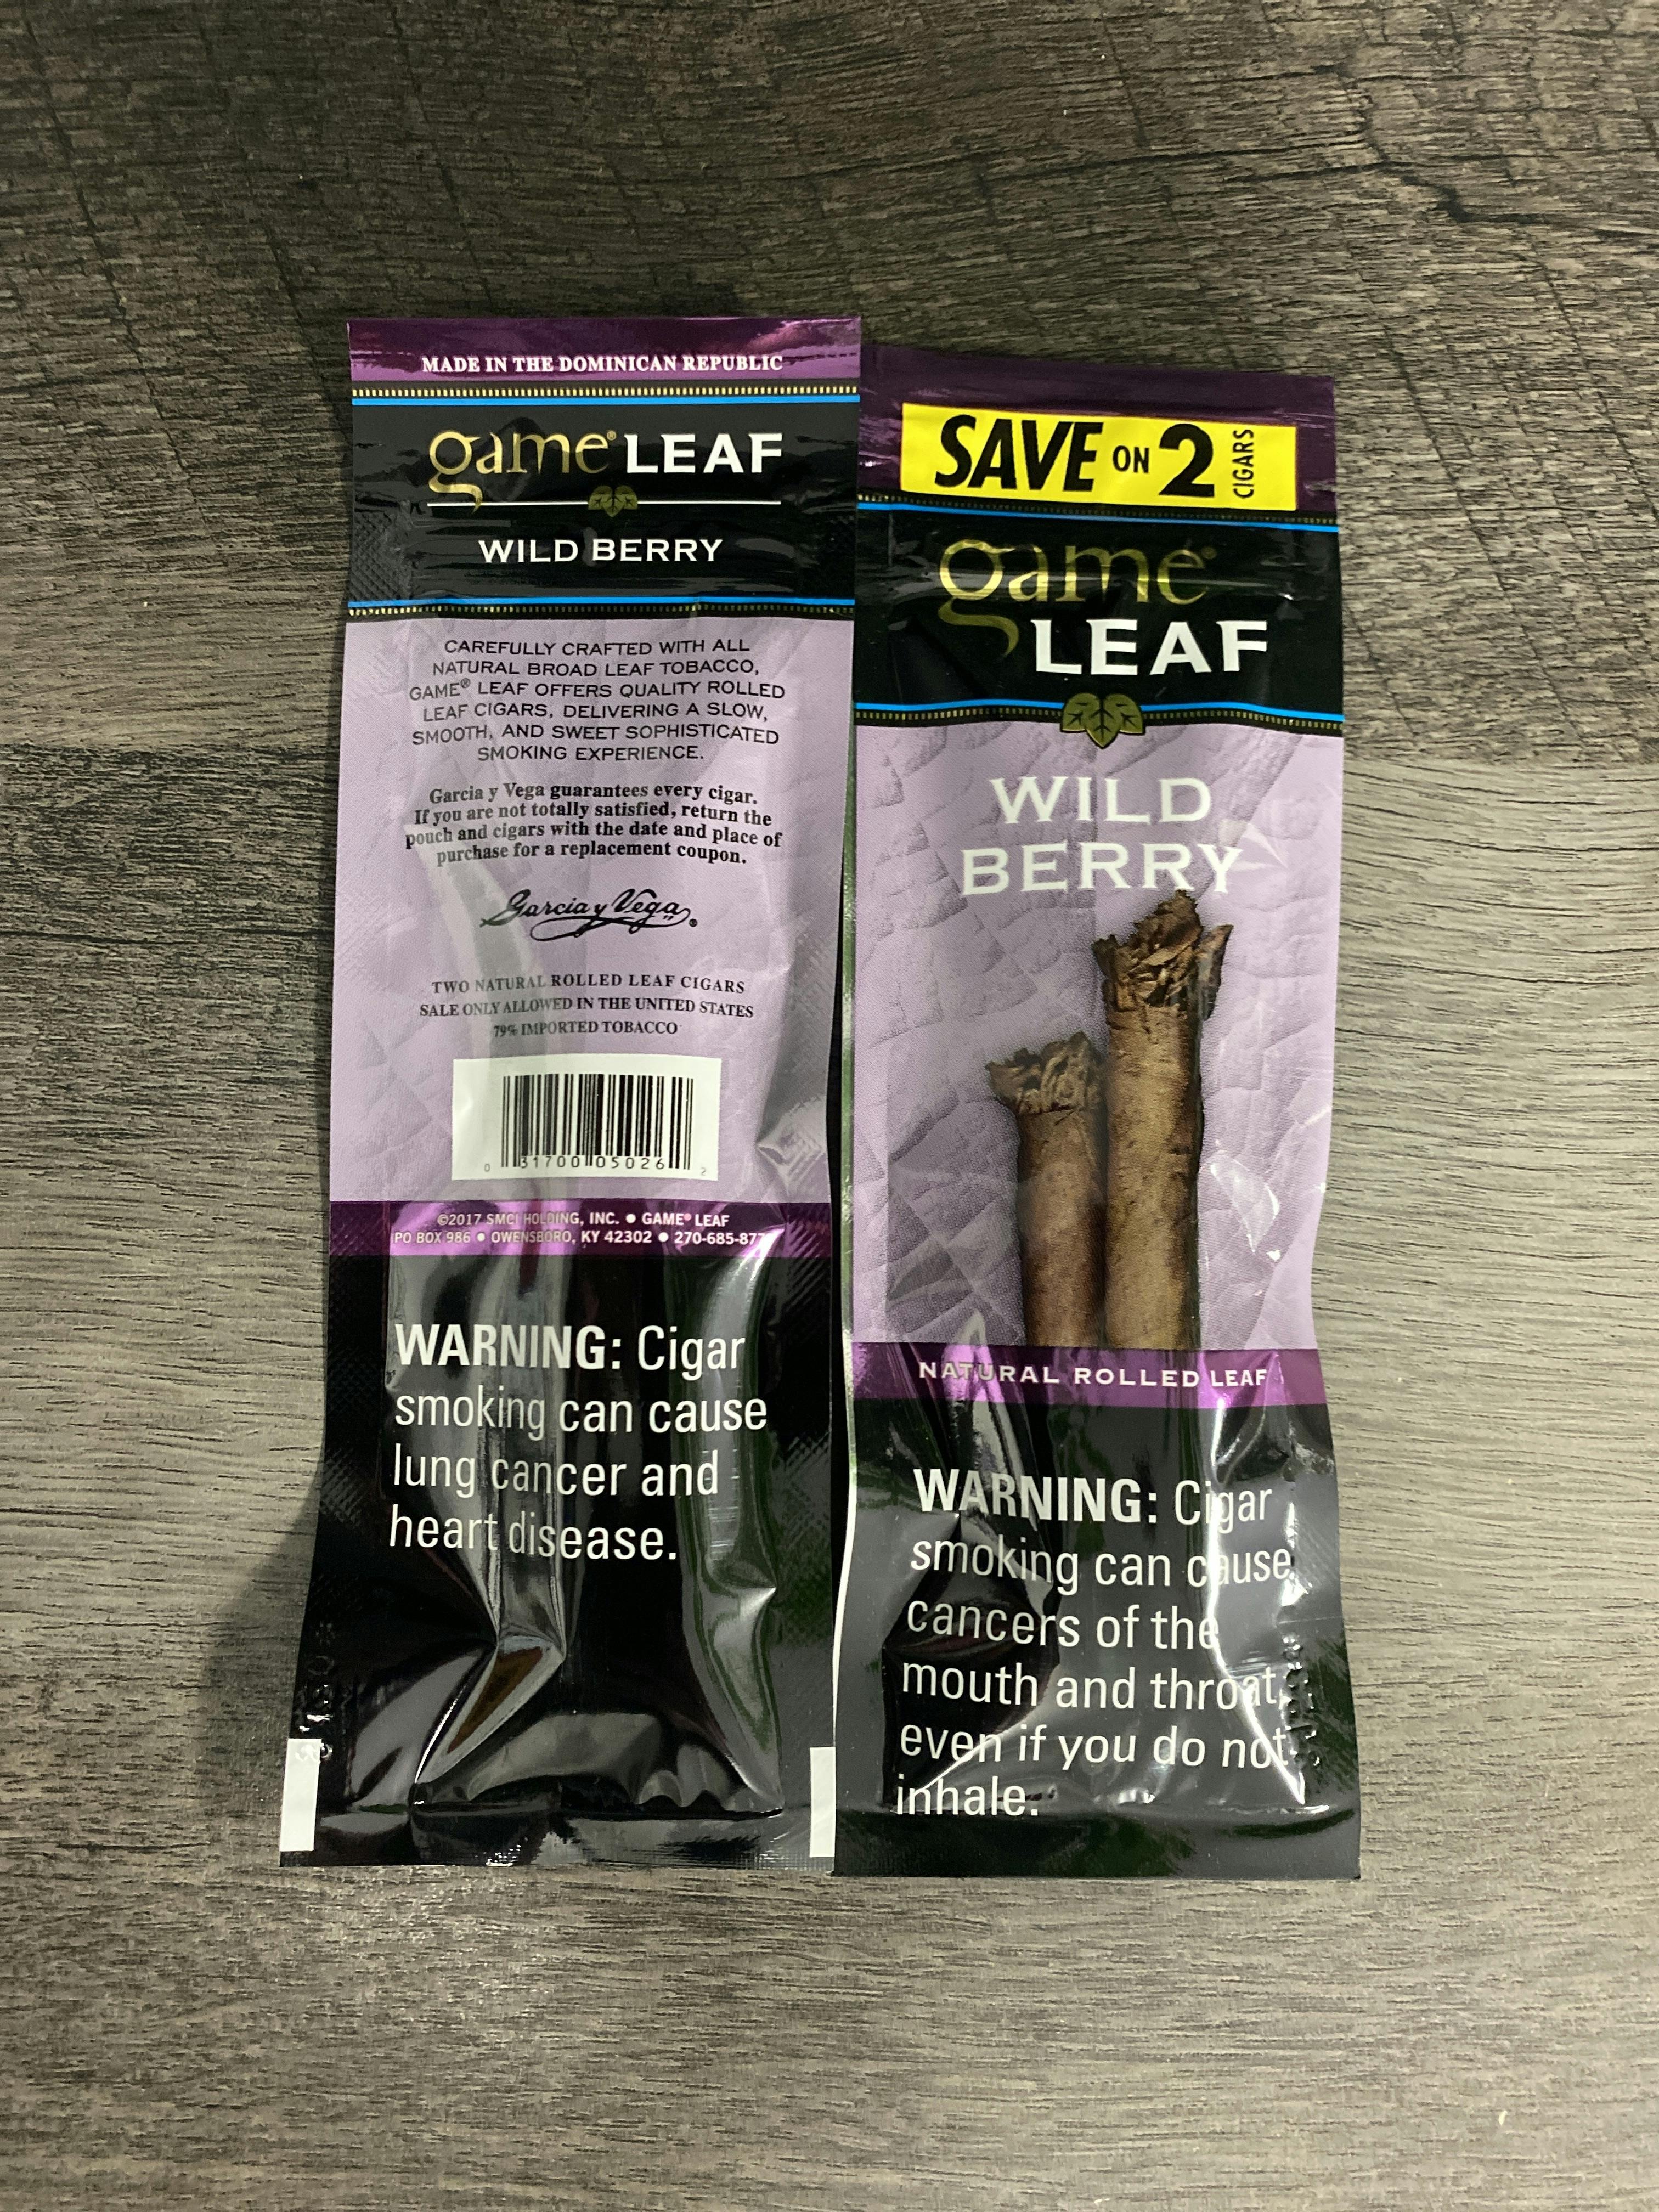 MADE IN THE DOMINICAN REPUBLIC
game® LEAF
WILD BERRY
CAREFULLY CRAFTED WITH ALL
NATURAL BROAD LEAF TOBACCO,
GAME® LEAF OFFERS QUALITY ROLLED
LEAF CIGARS, DELIVERING A SLOW,
SMOOTH, AND SWEET SOPHISTICATED
SMOKING EXPERIENCE.
Garcia y Vega guarantees every cigar.
If you are not totally satisfied, return the
pouch and cigars with the date and place of
purchase for a replacement coupon.
Garcia y Vega®
TWO NATURAL ROLLED LEAF CIGARS
SALE ONLY ALLOWED IN THE UNITED STATES
79% IMPORTED TOBACCO
0 31700 05026 2
©2017 SMCI HOLDING, INC. ● GAME® LEAF
PO BOX 986 ● OWENSBORO, KY 42302 ●
WARNING: Cigar
smoking can cause
lung cancer and
heart disease.
SAVE ON 2 CIGARS
game®
LEAF
WILD
BERRY
NATURAL ROLLED LEAF
WARNING: Cigar
smoking can cause
cancers of the
mouth and throat,
even if you do not
inhale.